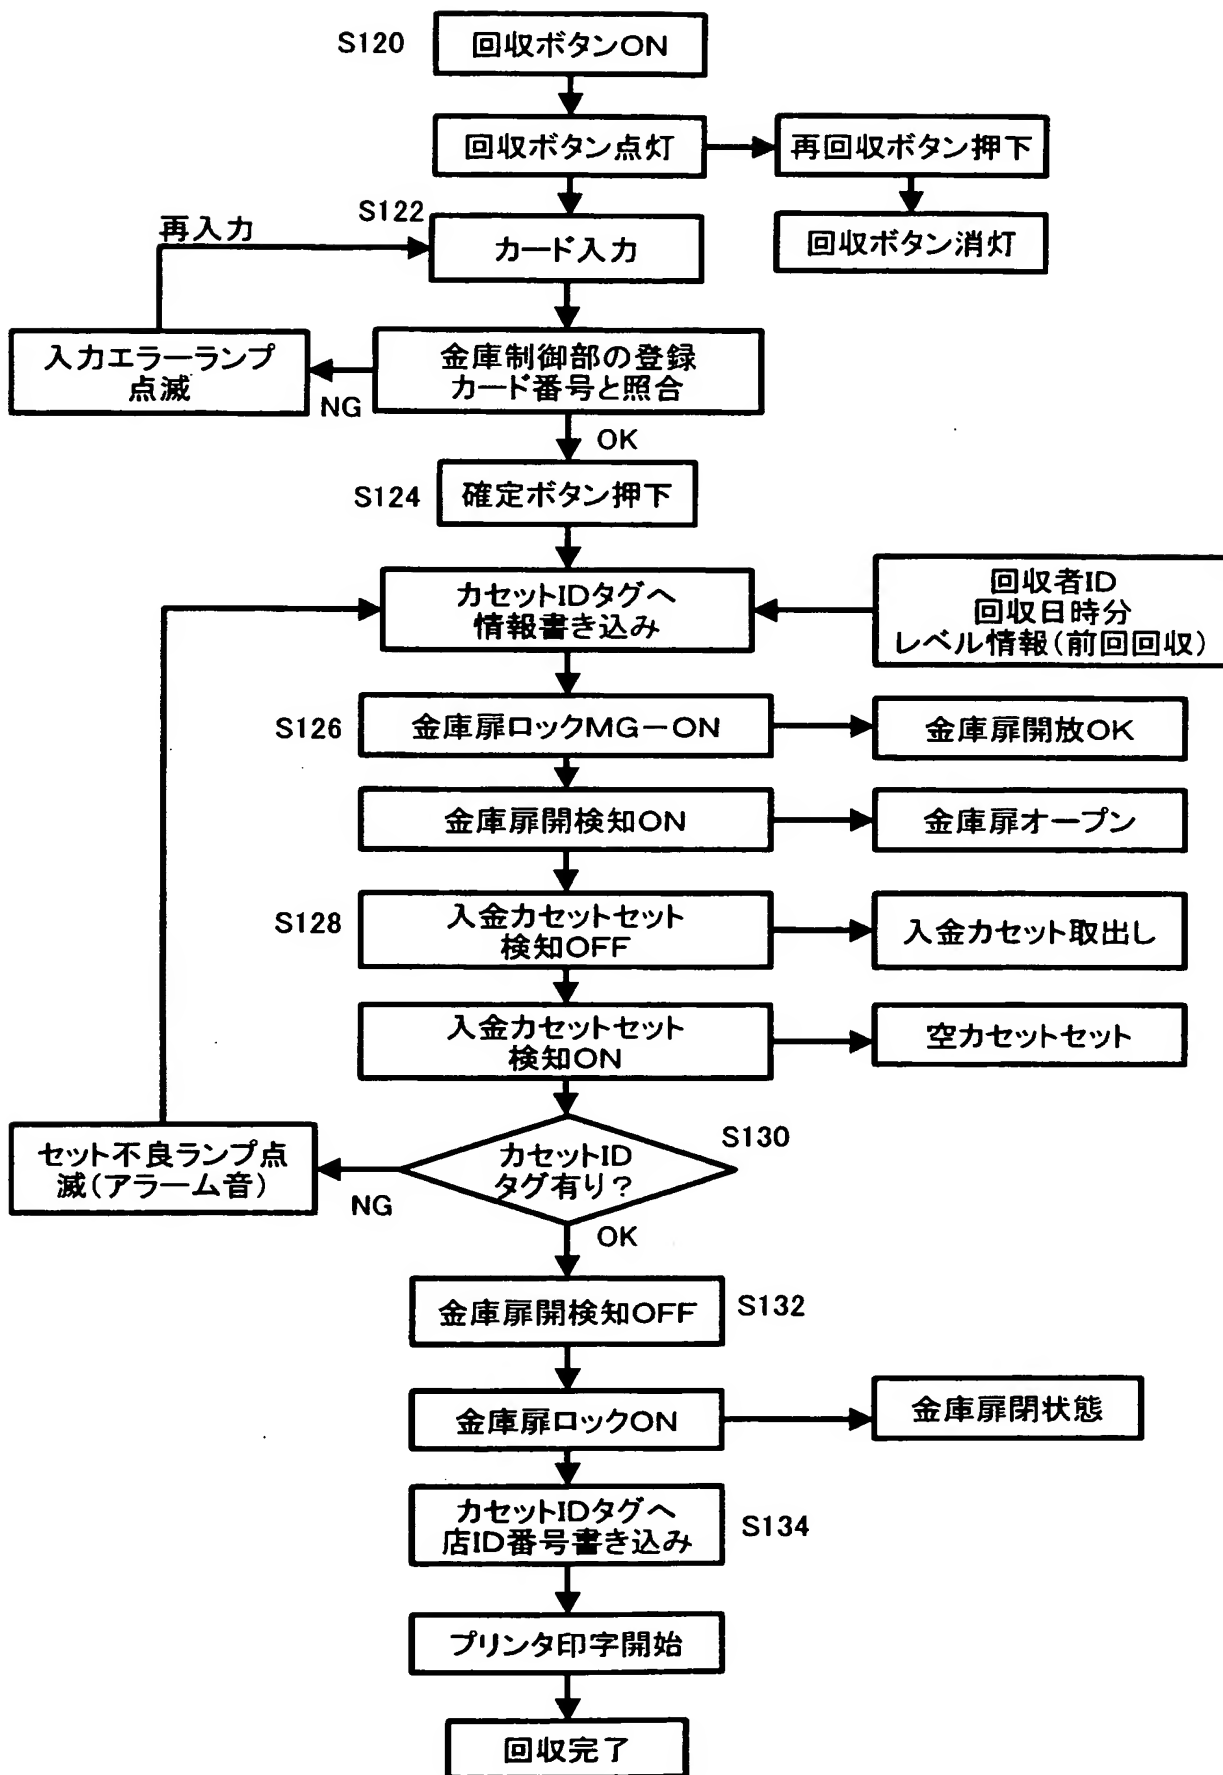 S120
回収ボタンON
回収ボタン点灯
再回収ボタン押下
S122
再入力
カード入力
回収ボタン消灯
入力エラーランプ
点滅
NG
金庫制御部の登録
カード番号と照合
OK
S124
確定ボタン押下
カセットIDタグへ
情報書き込み
回収者ID
回収日時分
レベル情報(前回回収)
S126
金庫扉ロックMG－ON
金庫扉開放OK
金庫扉開検知ON
金庫扉オープン
S128
入金カセットセット
検知OFF
入金カセット取出し
入金カセットセット
検知ON
空カセットセット
セット不良ランプ点
滅(アラーム音)
NG
カセットID
タグ有り?
S130
OK
金庫扉開検知OFF
S132
金庫扉ロックON
金庫扉閉状態
カセットIDタグへ
店ID番号書き込み
S134
プリンタ印字開始
回収完了